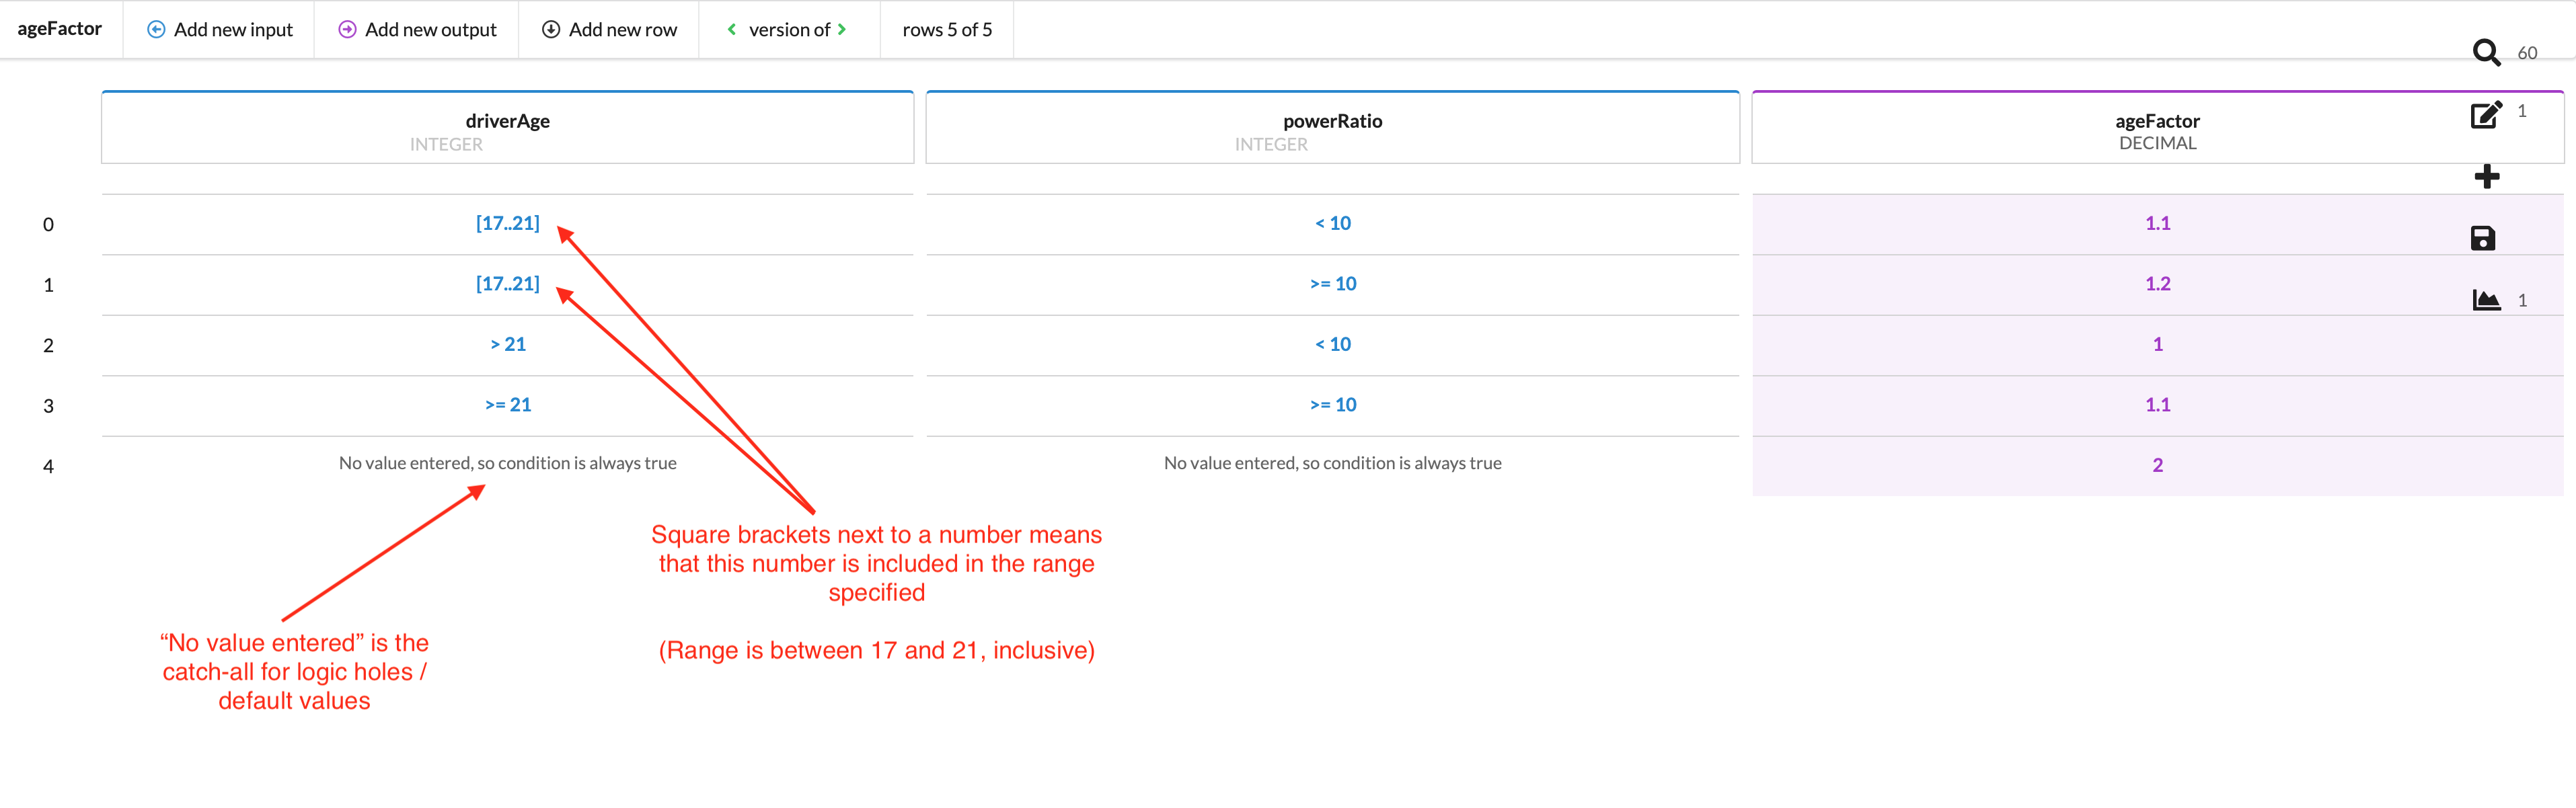 ageFactor Add new input Add new output Add new row < version of > rows 5 of 5
60
driverAge powerRatio ageFactor
INTEGER INTEGER DECIMAL
1
0 [17..21] < 10 1.1
1 [17..21] >= 10 1.2
1
2 > 21 < 10 1
3 >= 21 >= 10 1.1
4 No value entered, so condition is always true No value entered, so condition is always true 2
Square brackets next to a number means
that this number is included in the range
specified
(Range is between 17 and 21, inclusive)
“No value entered” is the
catch-all for logic holes /
default values